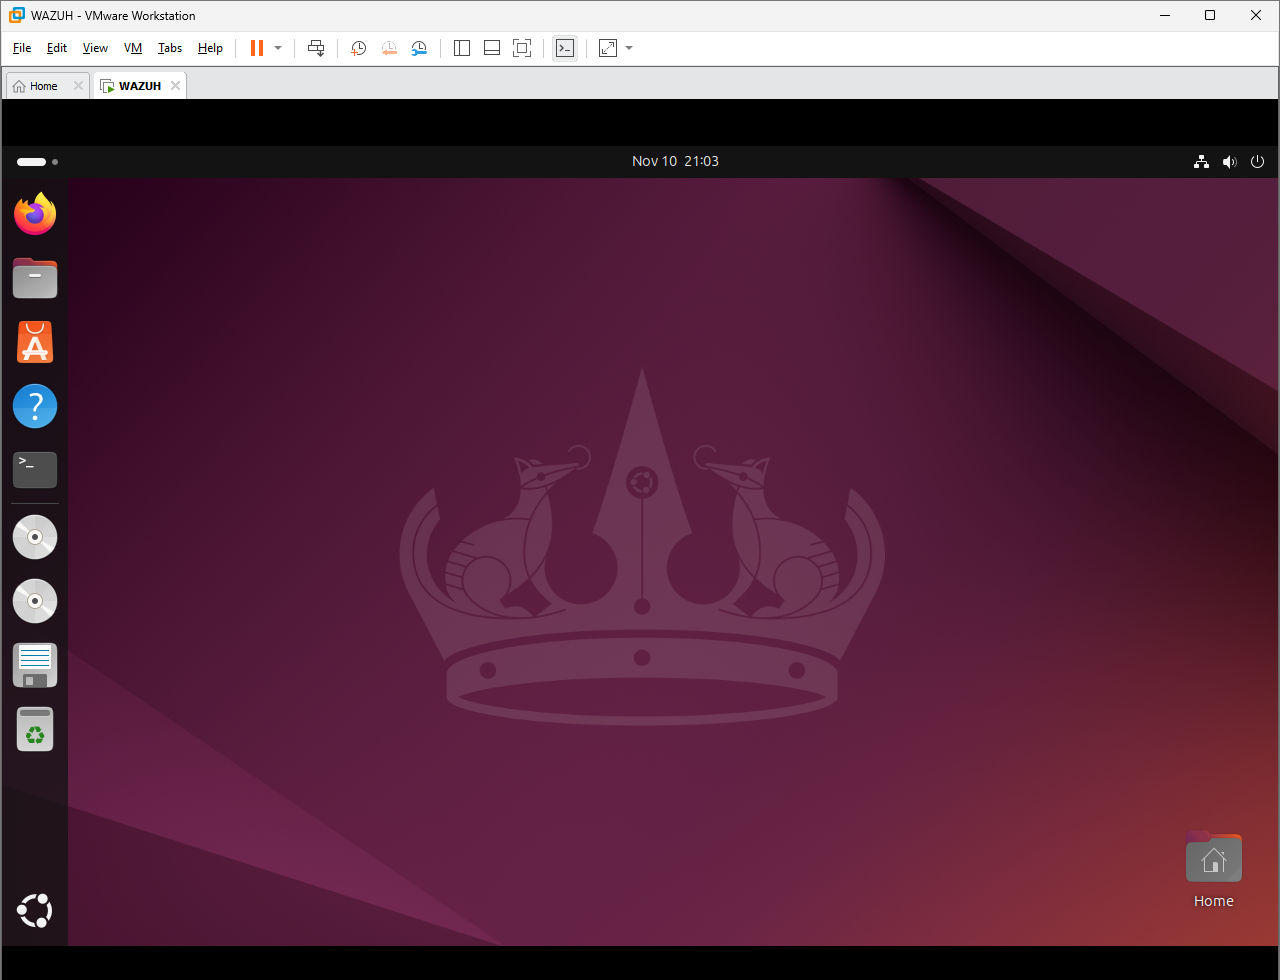 WAZUH - VMware Workstation
File Edit View VM Tabs Help
Home WAZUH
Nov 10 21:03
>_
Home